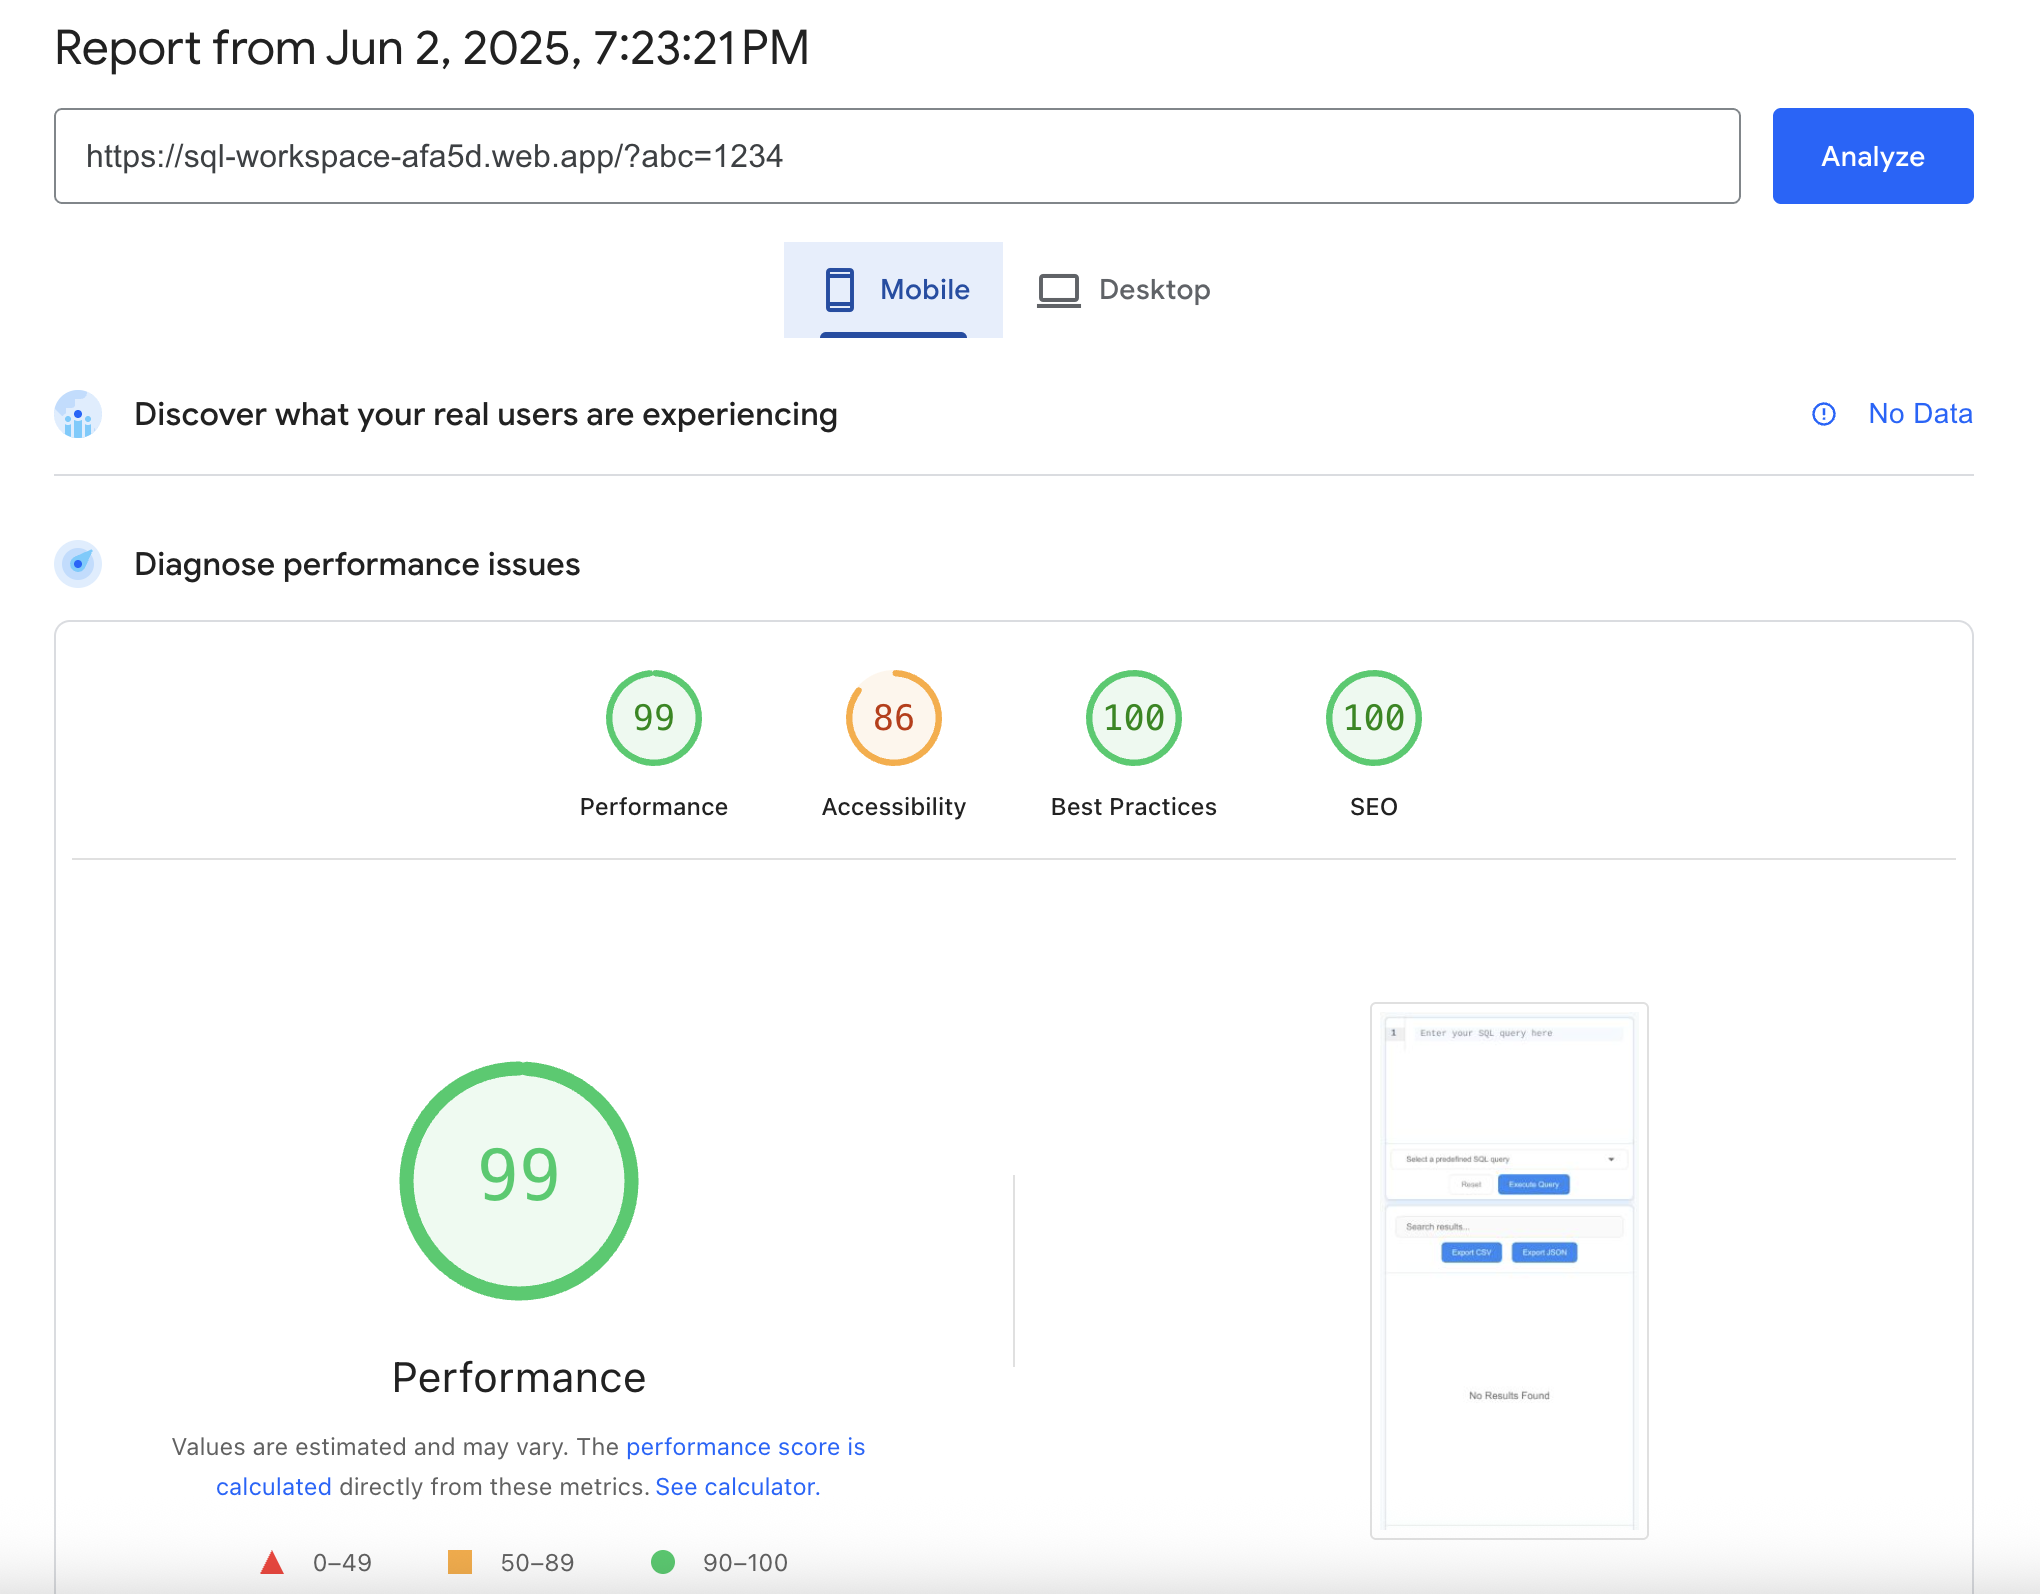 Report from Jun 2, 2025, 7:23:21 PM
https://sql-workspace-afa5d.web.app/?abc=1234
Analyze
Mobile
Desktop
Discover what your real users are experiencing
No Data
Diagnose performance issues
99
86
100
100
Performance
Accessibility
Best Practices
SEO
99
Performance
Values are estimated and may vary. The performance score is
calculated directly from these metrics. See calculator.
0–49
50–89
90–100
1
Enter your SQL query here
Select a predefined SQL query
Reset
Execute Query
Search results...
Export CSV
Export JSON
No Results Found